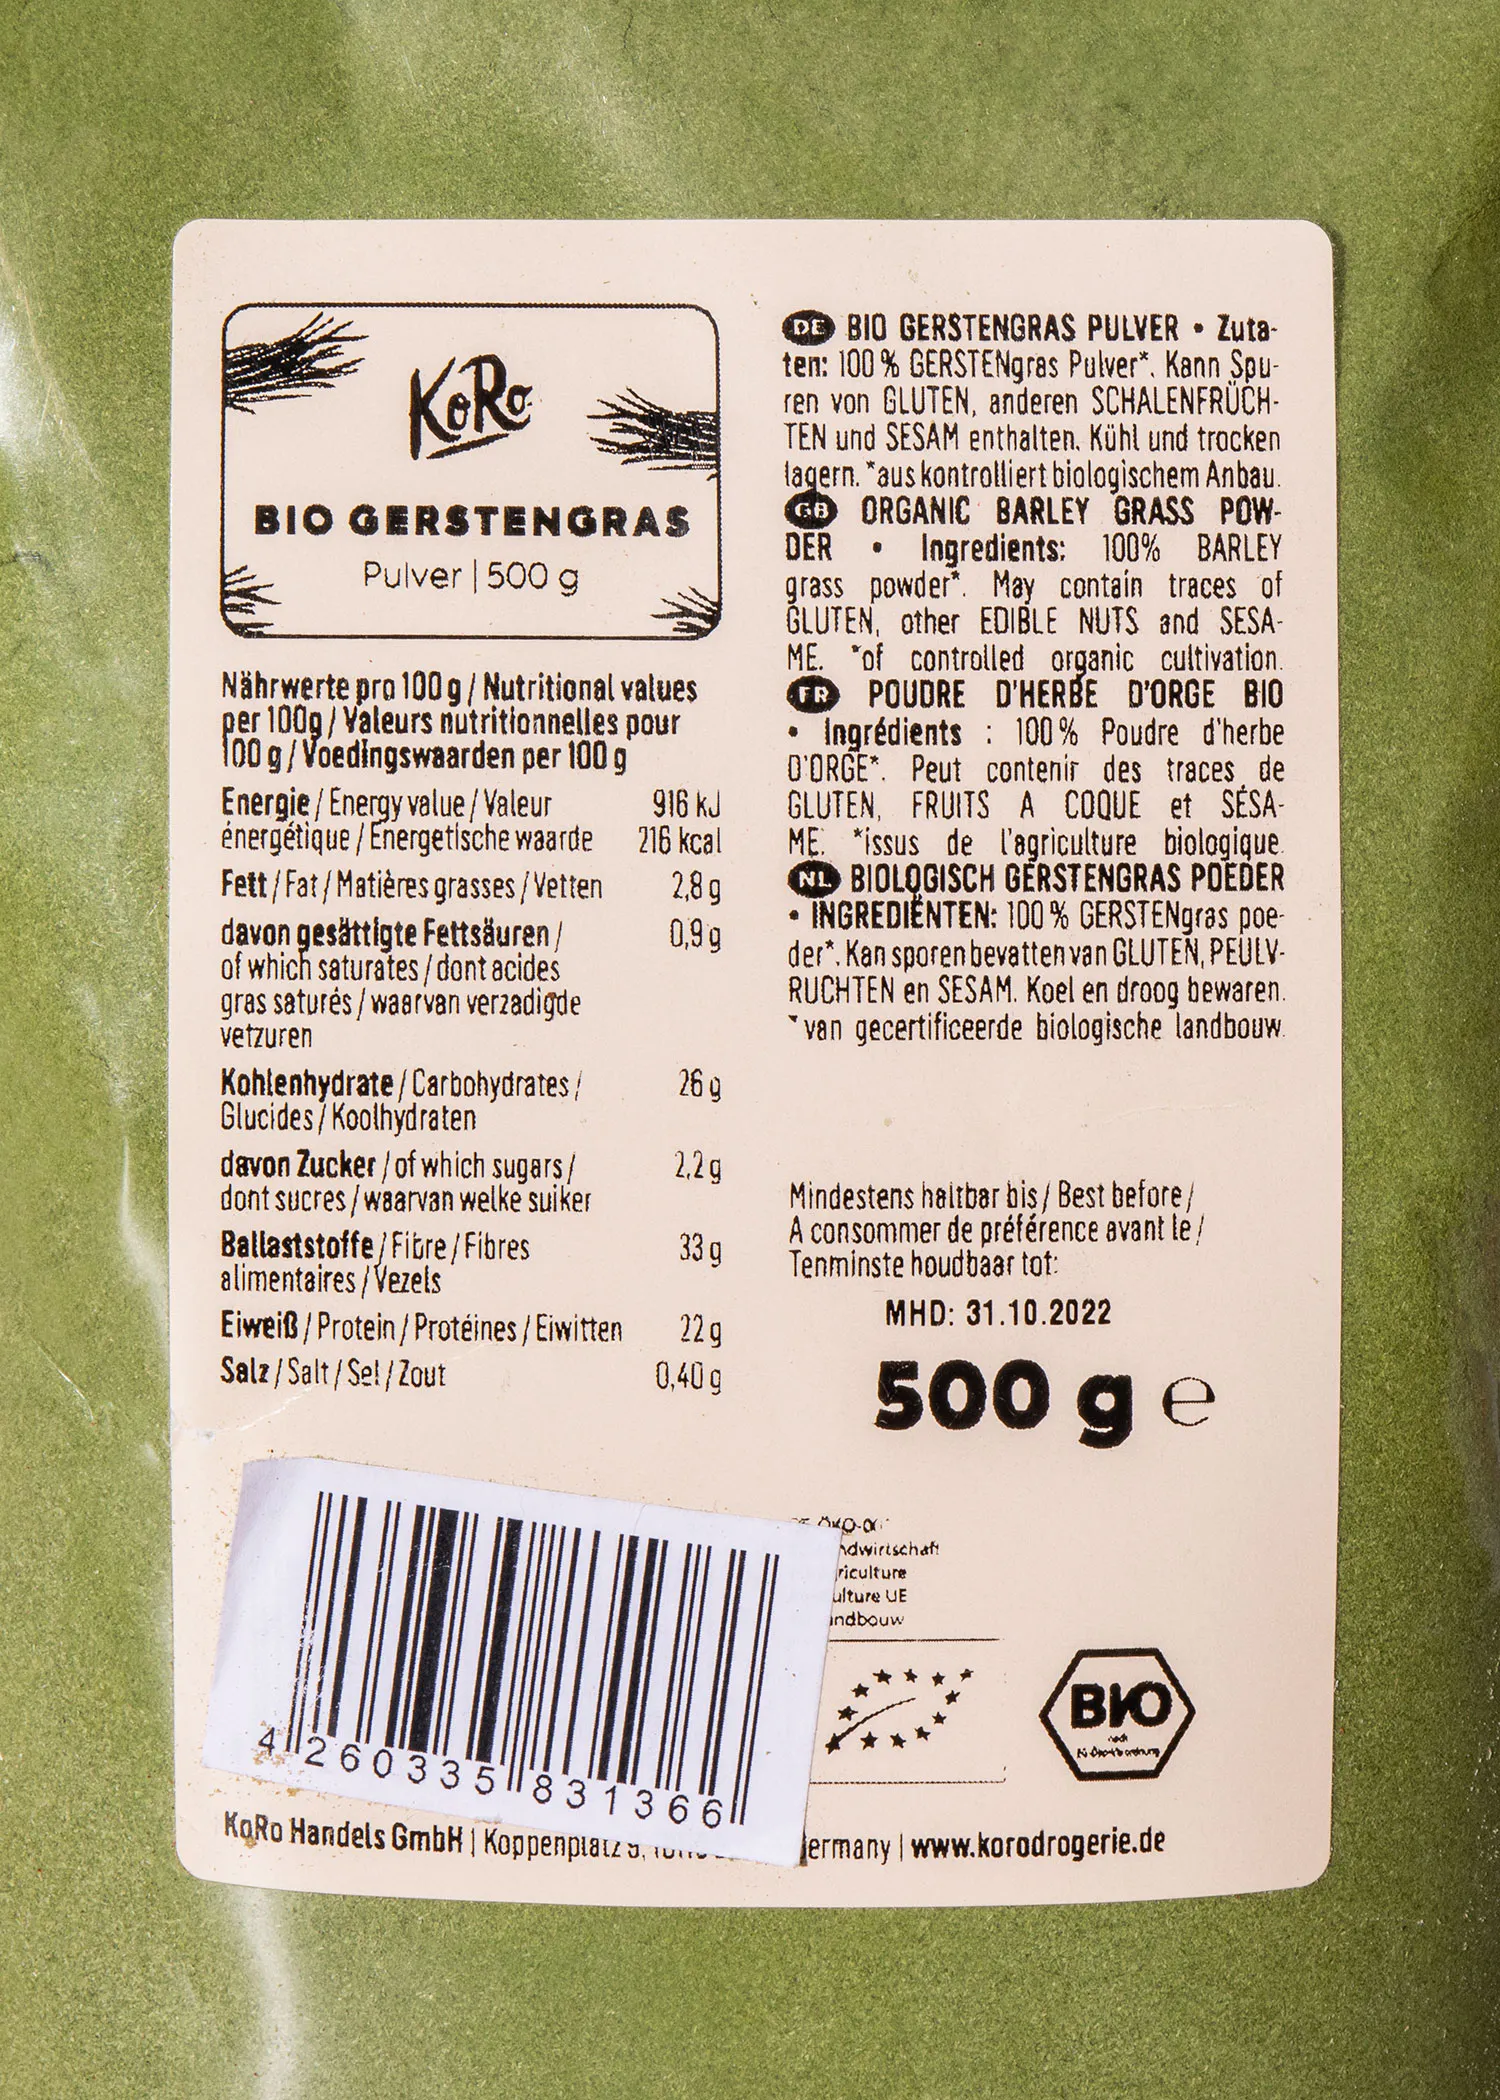 KoRo
BIO GERSTENGRAS
Pulver | 500 g
Nährwerte pro 100 g / Nutritional values
per 100g / Valeurs nutritionnelles pour
100 g / Voedingswaarden per 100 g
Energie / Energy value / Valeur 916 kJ
énergétique / Energetische waarde 216 kcal
Fett / Fat / Matières grasses / Vetten 2,8 g
davon gesättigte Fettsäuren / 0,9 g
of which saturates / dont acides
gras saturés / waarvan verzadigde
vetzuren
Kohlenhydrate / Carbohydrates / 26 g
Glucides / Koolhydraten
davon Zucker / of which sugars / 2,2 g
dont sucres / waarvan welke suiker
Ballaststoffe / Fibre / Fibres 33 g
alimentaires / Vezels
Eiweiß / Protein / Protéines / Eiwitten 22 g
Salz / Salt / Sel / Zout 0,40 g
DE BIO GERSTENGRAS PULVER • Zuta-
ten: 100 % GERSTENgras Pulver*. Kann Spu-
ren von GLUTEN, anderen SCHALENFRÜCH-
TEN und SESAM enthalten. Kühl und trocken
lagern. *aus kontrolliert biologischem Anbau.
GB ORGANIC BARLEY GRASS POW-
DER • Ingredients: 100% BARLEY
grass powder*. May contain traces of
GLUTEN, other EDIBLE NUTS and SESA-
ME. *of controlled organic cultivation.
FR POUDRE D'HERBE D'ORGE BIO
• Ingrédients : 100 % Poudre d'herbe
D'ORGE*. Peut contenir des traces de
GLUTEN, FRUITS A COQUE et SÉSA-
ME. *issus de l'agriculture biologique.
NL BIOLOGISCH GERSTENGRAS POEDER
• INGREDIËNTEN: 100 % GERSTENgras poe-
der*. Kan sporen bevatten van GLUTEN, PEULV-
RUCHTEN en SESAM. Koel en droog bewaren.
*van gecertificeerde biologische landbouw.
Mindestens haltbar bis / Best before /
A consommer de préférence avant le /
Tenminste houdbaar tot:
MHD: 31.10.2022
500 g e
ÖKO-
ndwirtschaft
riculture
ulture UE
ndbouw
BIO
nach
4 260335 831366
KoRo Handels GmbH | Koppenplatz 9, ermany | www.korodrogerie.de